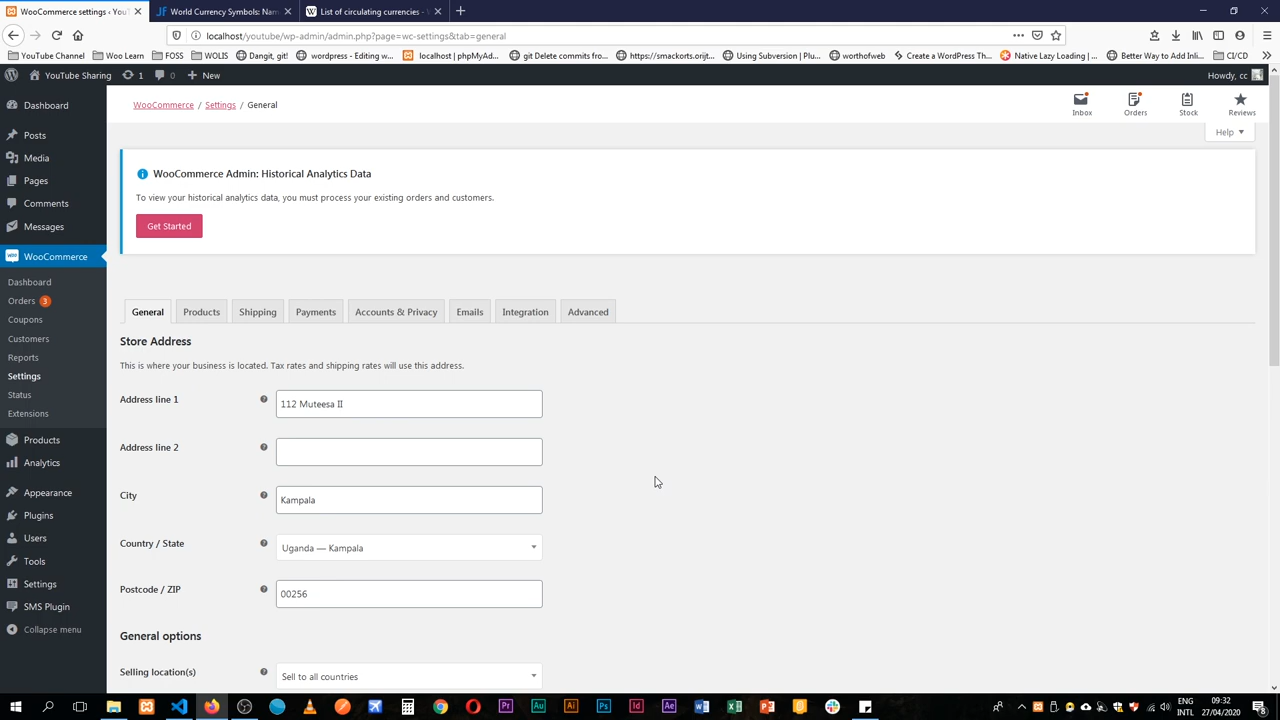 WooCommerce settings ‹ YouT
World Currency Symbols: Nam
List of circulating currencies -
localhost/youtube/wp-admin/admin.php?page=wc-settings&tab=general
YouTube Channel Woo Learn FOSS WOLIS Dangit, git! wordpress - Editing w... localhost | phpMyAd... git Delete commits fro... https://smackorts.orijt... Using Subversion | Plu... worthofweb Create a WordPress Th... Native Lazy Loading | ... Better Way to Add Inli... CI/CD
YouTube Sharing 1 0 New Howdy, cc
WooCommerce / Settings / General
Inbox Orders Stock Reviews
Help
Dashboard
Posts
Media
Pages
Comments
Messages
WooCommerce
Dashboard
Orders 3
Coupons
Customers
Reports
Settings
Status
Extensions
Products
Analytics
Appearance
Plugins
Users
Tools
Settings
SMS Plugin
Collapse menu
WooCommerce Admin: Historical Analytics Data
To view your historical analytics data, you must process your existing orders and customers.
Get Started
General Products Shipping Payments Accounts & Privacy Emails Integration Advanced
Store Address
This is where your business is located. Tax rates and shipping rates will use this address.
Address line 1 112 Muteesa II
Address line 2
City Kampala
Country / State Uganda — Kampala
Postcode / ZIP 00256
General options
Selling location(s) Sell to all countries
ENG 09:32
INTL 27/04/2020